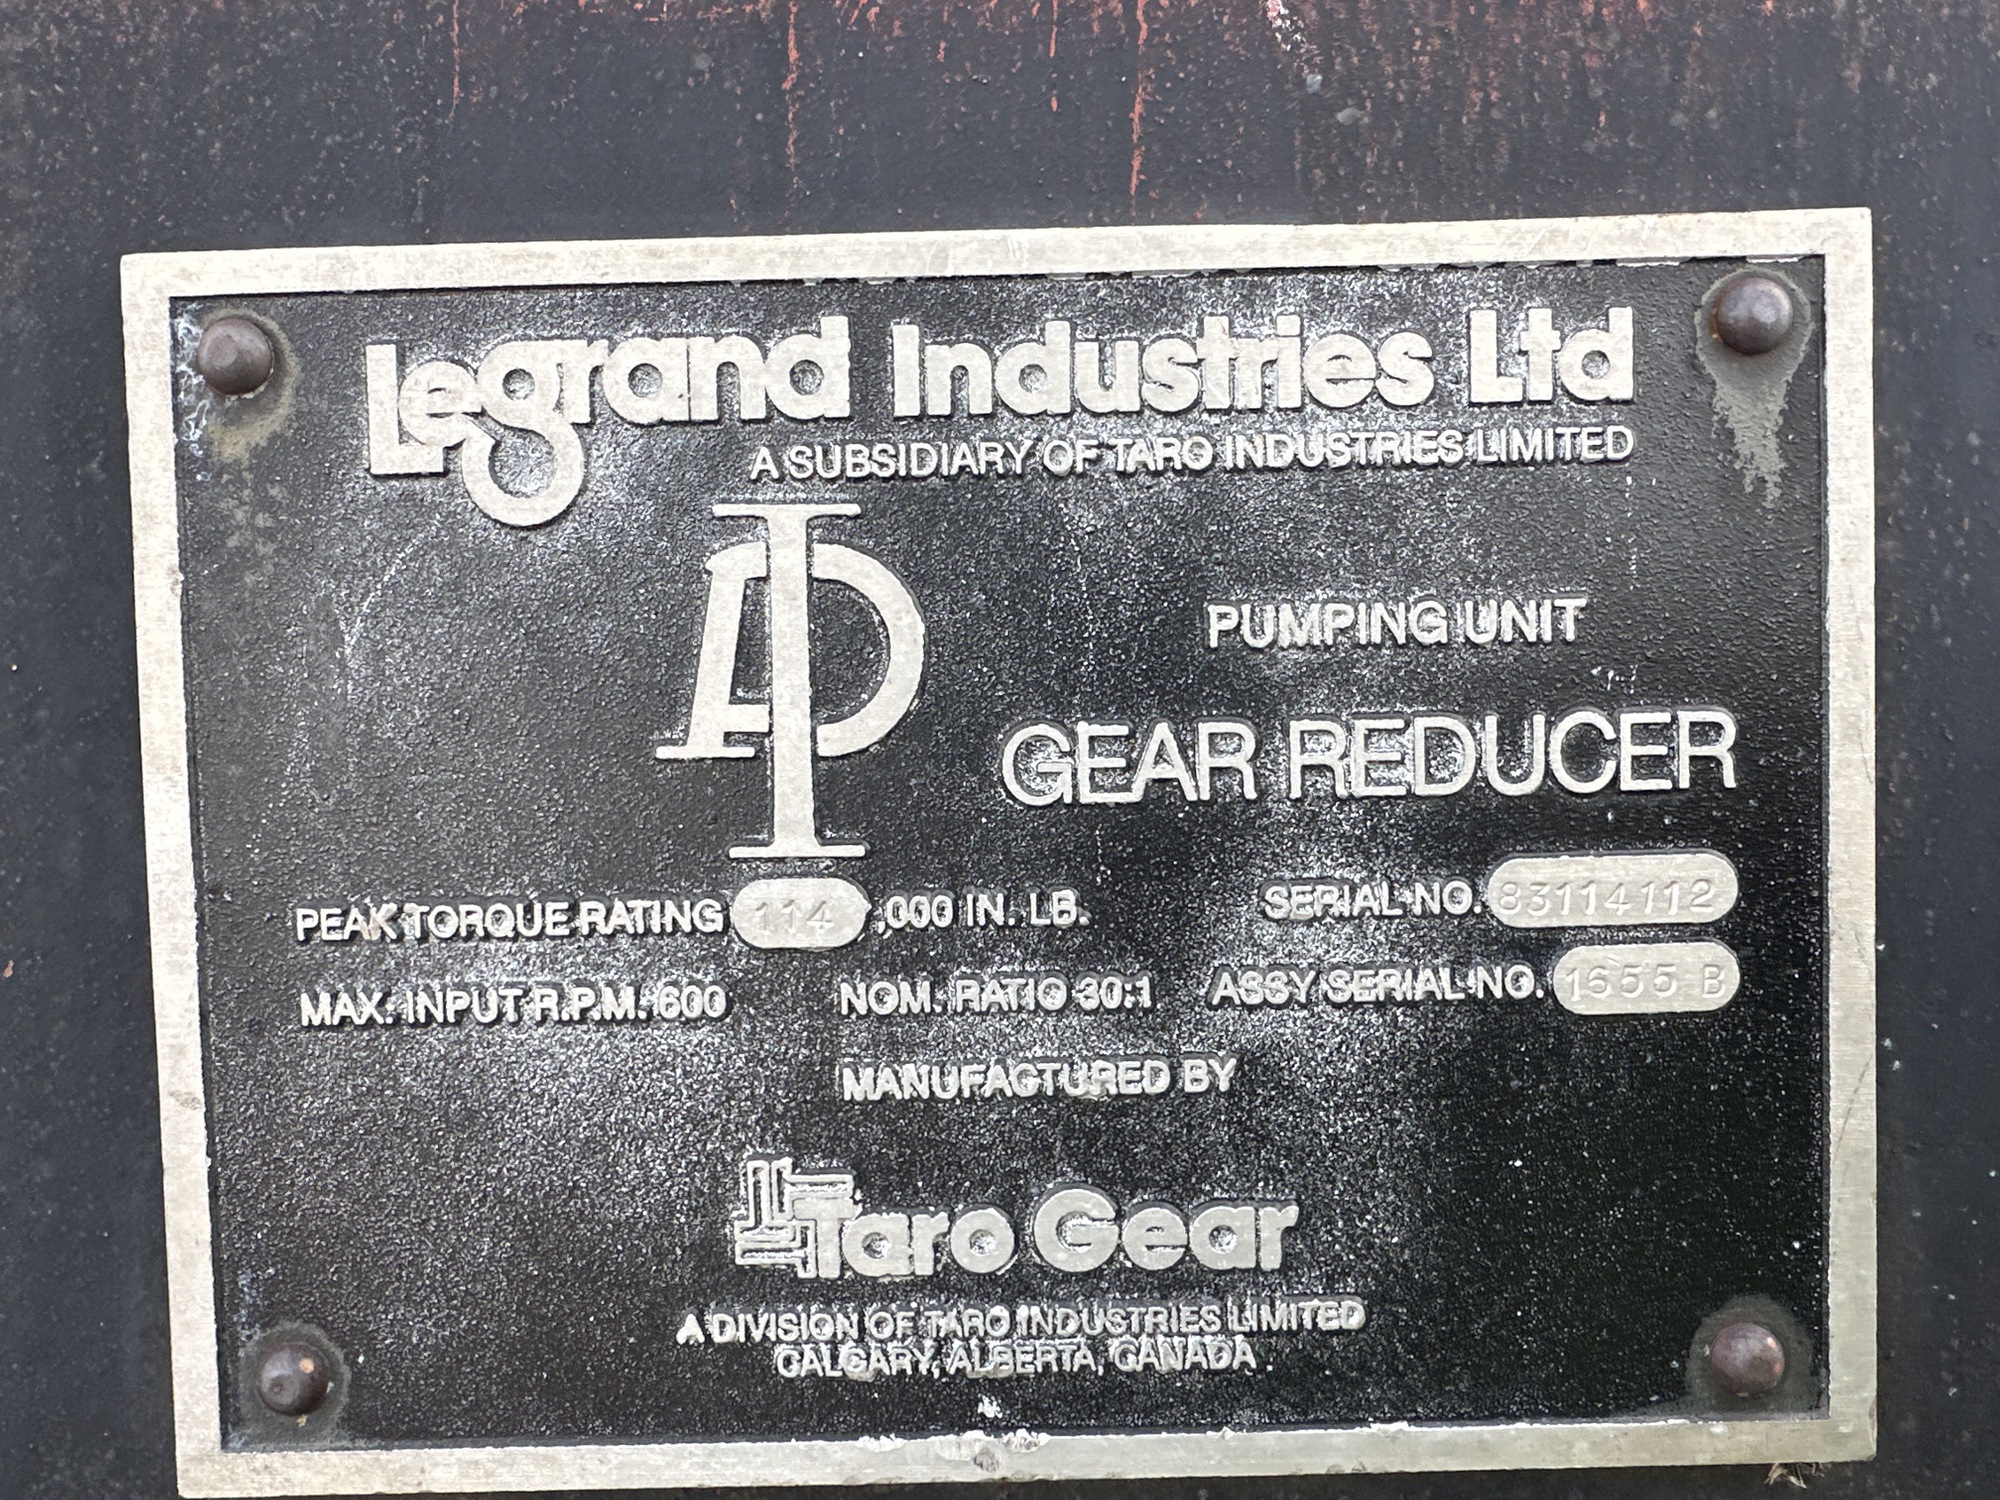 Legrand Industries Ltd
A SUBSIDIARY OF TARO INDUSTRIES LIMITED
PUMPING UNIT
GEAR REDUCER
PEAK TORQUE RATING 114 ,000 IN. LB.
SERIAL NO. 83114112
MAX. INPUT R.P.M. 600
NOM. RATIO 30:1
ASSY SERIAL NO. 1655 B
MANUFACTURED BY
Taro Gear
A DIVISION OF TARO INDUSTRIES LIMITED
CALGARY, ALBERTA, CANADA